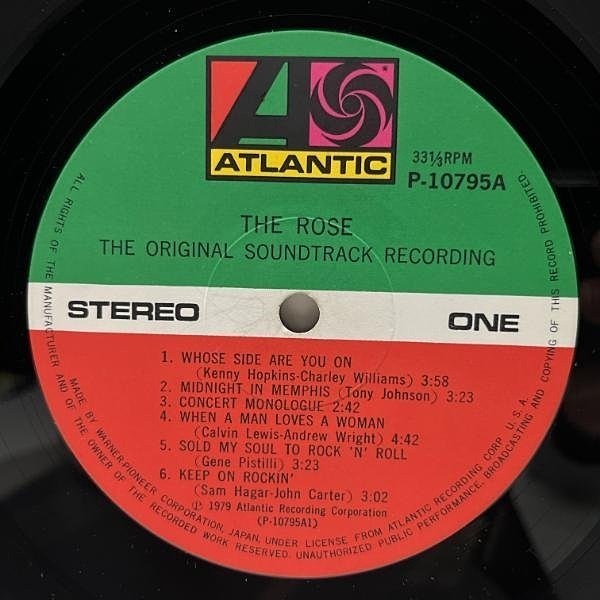 ATLANTIC
33⅓RPM
P-10795A
THE ROSE
THE ORIGINAL SOUNDTRACK RECORDING
STEREO
ONE
1. WHOSE SIDE ARE YOU ON
(Kenny Hopkins-Charley Williams) 3:58
2. MIDNIGHT IN MEMPHIS (Tony Johnson) 3:23
3. CONCERT MONOLOGUE 2:42
4. WHEN A MAN LOVES A WOMAN
(Calvin Lewis-Andrew Wright) 4:42
5. SOLD MY SOUL TO ROCK 'N' ROLL
(Gene Pistilli) 3:23
6. KEEP ON ROCKIN'
(Sam Hagar-John Carter) 3:02
Ⓟ 1979 Atlantic Recording Corporation
(P-10795A1)
ALL RIGHTS OF THE MANUFACTURER AND OF THE OWNER OF THE RECORDED WORK RESERVED. UNAUTHORIZED PUBLIC PERFORMANCE, BROADCASTING AND COPYING OF THIS RECORD PROHIBITED.
MADE BY WARNER-PIONEER CORPORATION, JAPAN, UNDER LICENSE FROM ATLANTIC RECORDING CORP. U.S.A.